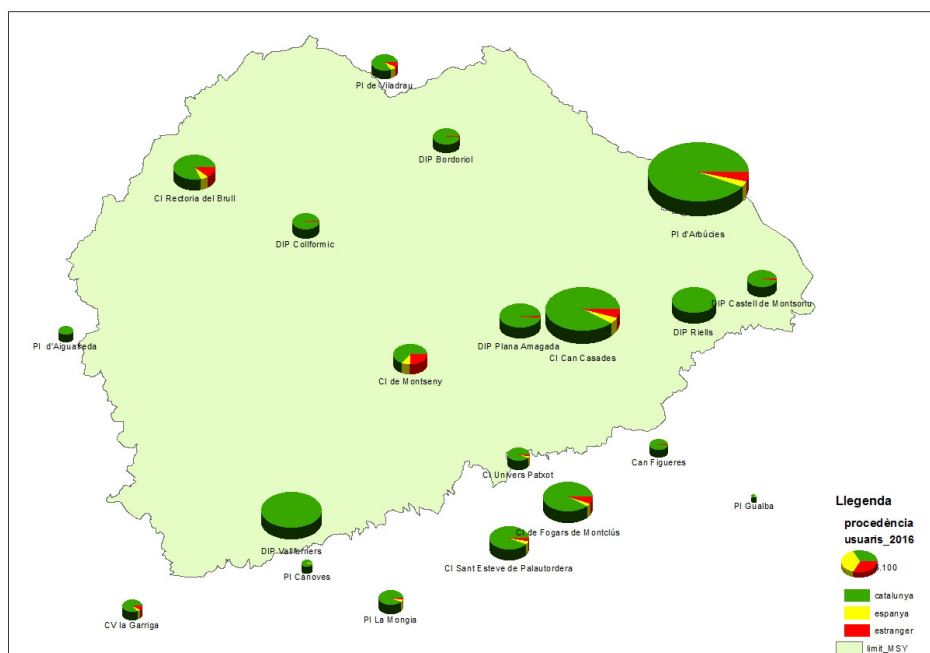 PI de Viladrau
DIP Bordoriol
CI Rectoria del Brull
PI d'Arbúcies
DIP Collformic
DIP Castell de Montsoriu
DIP Riells
PI d'Aiguafreda
DIP Plana Amagada
CI Can Casades
CI de Montseny
Can Figueres
CI Univers Patxot
PI Gualba
Llegenda
procedència
usuaris_2016
5.100
catalunya
espanya
estranger
limit_MSY
CI de Fogars de Montclús
DIP Vallforners
CI Sant Esteve de Palautordera
PI Cànoves
PI La Mongia
CV la Garriga